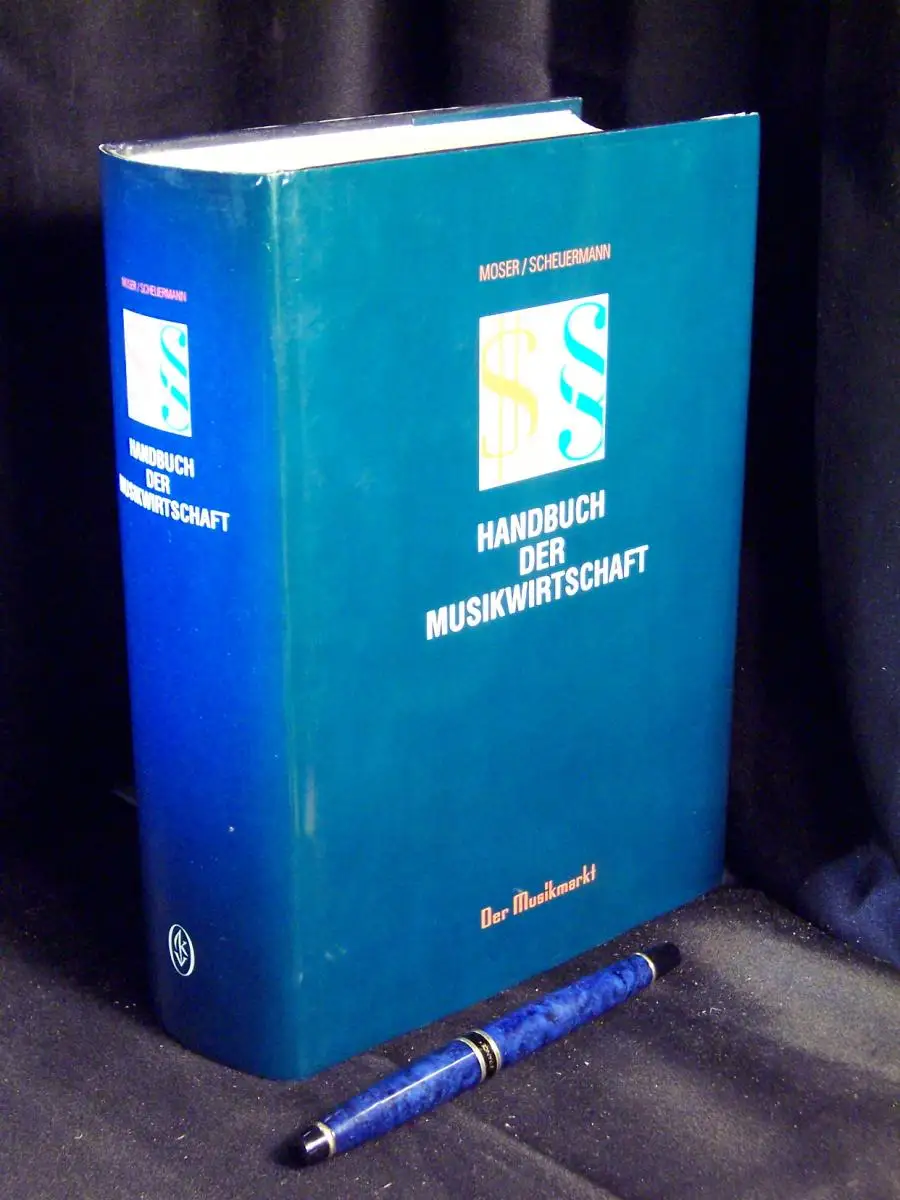 MOSER/SCHEUERMANN
$ §
HANDBUCH
DER
MUSIKWIRTSCHAFT
Der Musikmarkt
MOSER/SCHEUERMANN
§
HANDBUCH
DER
MUSIKWIRTSCHAFT